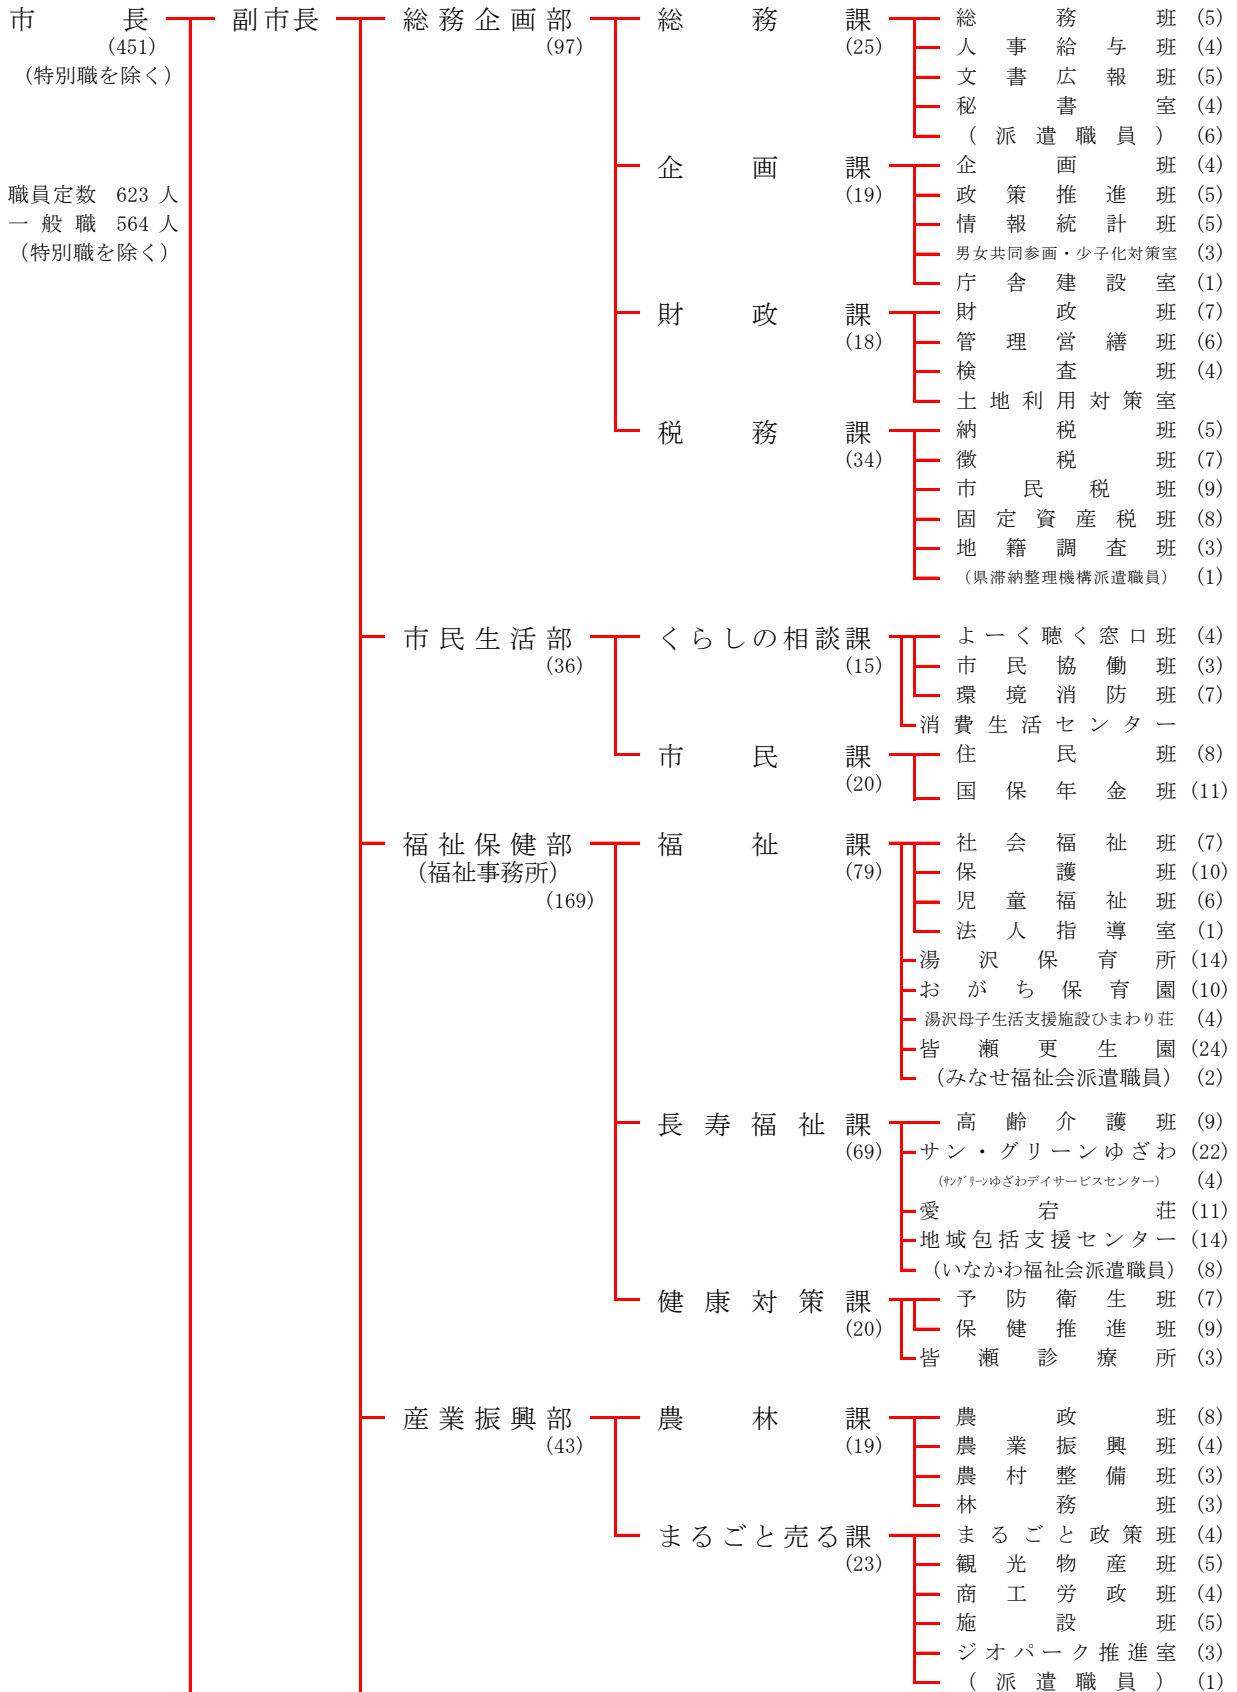 市長 副市長 総務企画部 総務課 総務班 (5)
(451) (97) (25) 人事給与班 (4)
(特別職を除く) 文書広報班 (5)
秘書室 (4)
(派遣職員) (6)
企画課 企画班 (4)
職員定数 623 人 (19) 政策推進班 (5)
一般職 564 人 情報統計班 (5)
(特別職を除く) 男女共同参画・少子化対策室 (3)
庁舎建設室 (1)
財政課 財政班 (7)
(18) 管理営繕班 (6)
検査班 (4)
土地利用対策室
税務課 納税班 (5)
(34) 徴税班 (7)
市民税班 (9)
固定資産税班 (8)
地籍調査班 (3)
(県滞納整理機構派遣職員) (1)
市民生活部 くらしの相談課 よーく聴く窓口班 (4)
(36) (15) 市民協働班 (3)
環境消防班 (7)
消費生活センター
市民課 住民班 (8)
(20) 国保年金班 (11)
福祉保健部 福祉課 社会福祉班 (7)
(福祉事務所) (79) 保護班 (10)
(169) 児童福祉班 (6)
法人指導室 (1)
湯沢保育所 (14)
おがち保育園 (10)
湯沢母子生活支援施設ひまわり荘 (4)
皆瀬更生園 (24)
(みなせ福祉会派遣職員) (2)
長寿福祉課 高齢介護班 (9)
(69) サン・グリーンゆざわ (22)
(サングリーンゆざわデイサービスセンター) (4)
愛宕荘 (11)
地域包括支援センター (14)
(いなかわ福祉会派遣職員) (8)
健康対策課 予防衛生班 (7)
(20) 保健推進班 (9)
皆瀬診療所 (3)
産業振興部 農林課 農政班 (8)
(43) (19) 農業振興班 (4)
農村整備班 (3)
林務班 (3)
まるごと売る課 まるごと政策班 (4)
(23) 観光物産班 (5)
商工労政班 (4)
施設班 (5)
ジオパーク推進室 (3)
(派遣職員) (1)